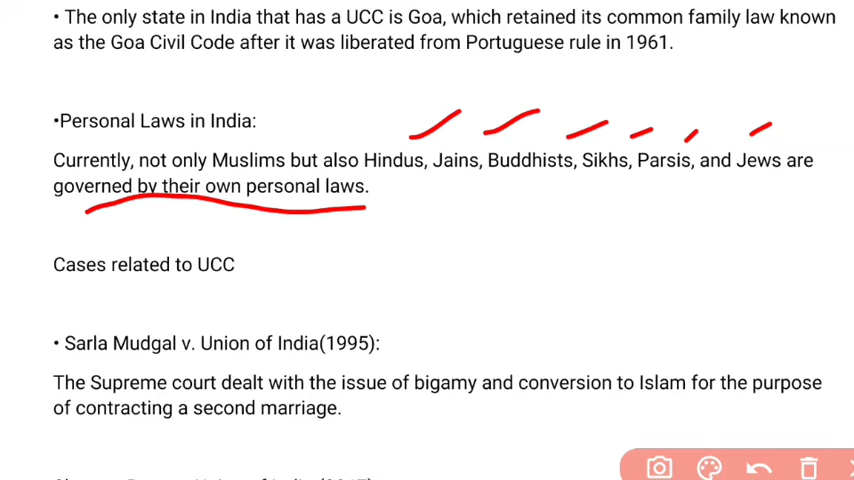 • The only state in India that has a UCC is Goa, which retained its common family law known
as the Goa Civil Code after it was liberated from Portuguese rule in 1961.
•Personal Laws in India:
Currently, not only Muslims but also Hindus, Jains, Buddhists, Sikhs, Parsis, and Jews are
governed by their own personal laws.
Cases related to UCC
• Sarla Mudgal v. Union of India(1995):
The Supreme court dealt with the issue of bigamy and conversion to Islam for the purpose
of contracting a second marriage.